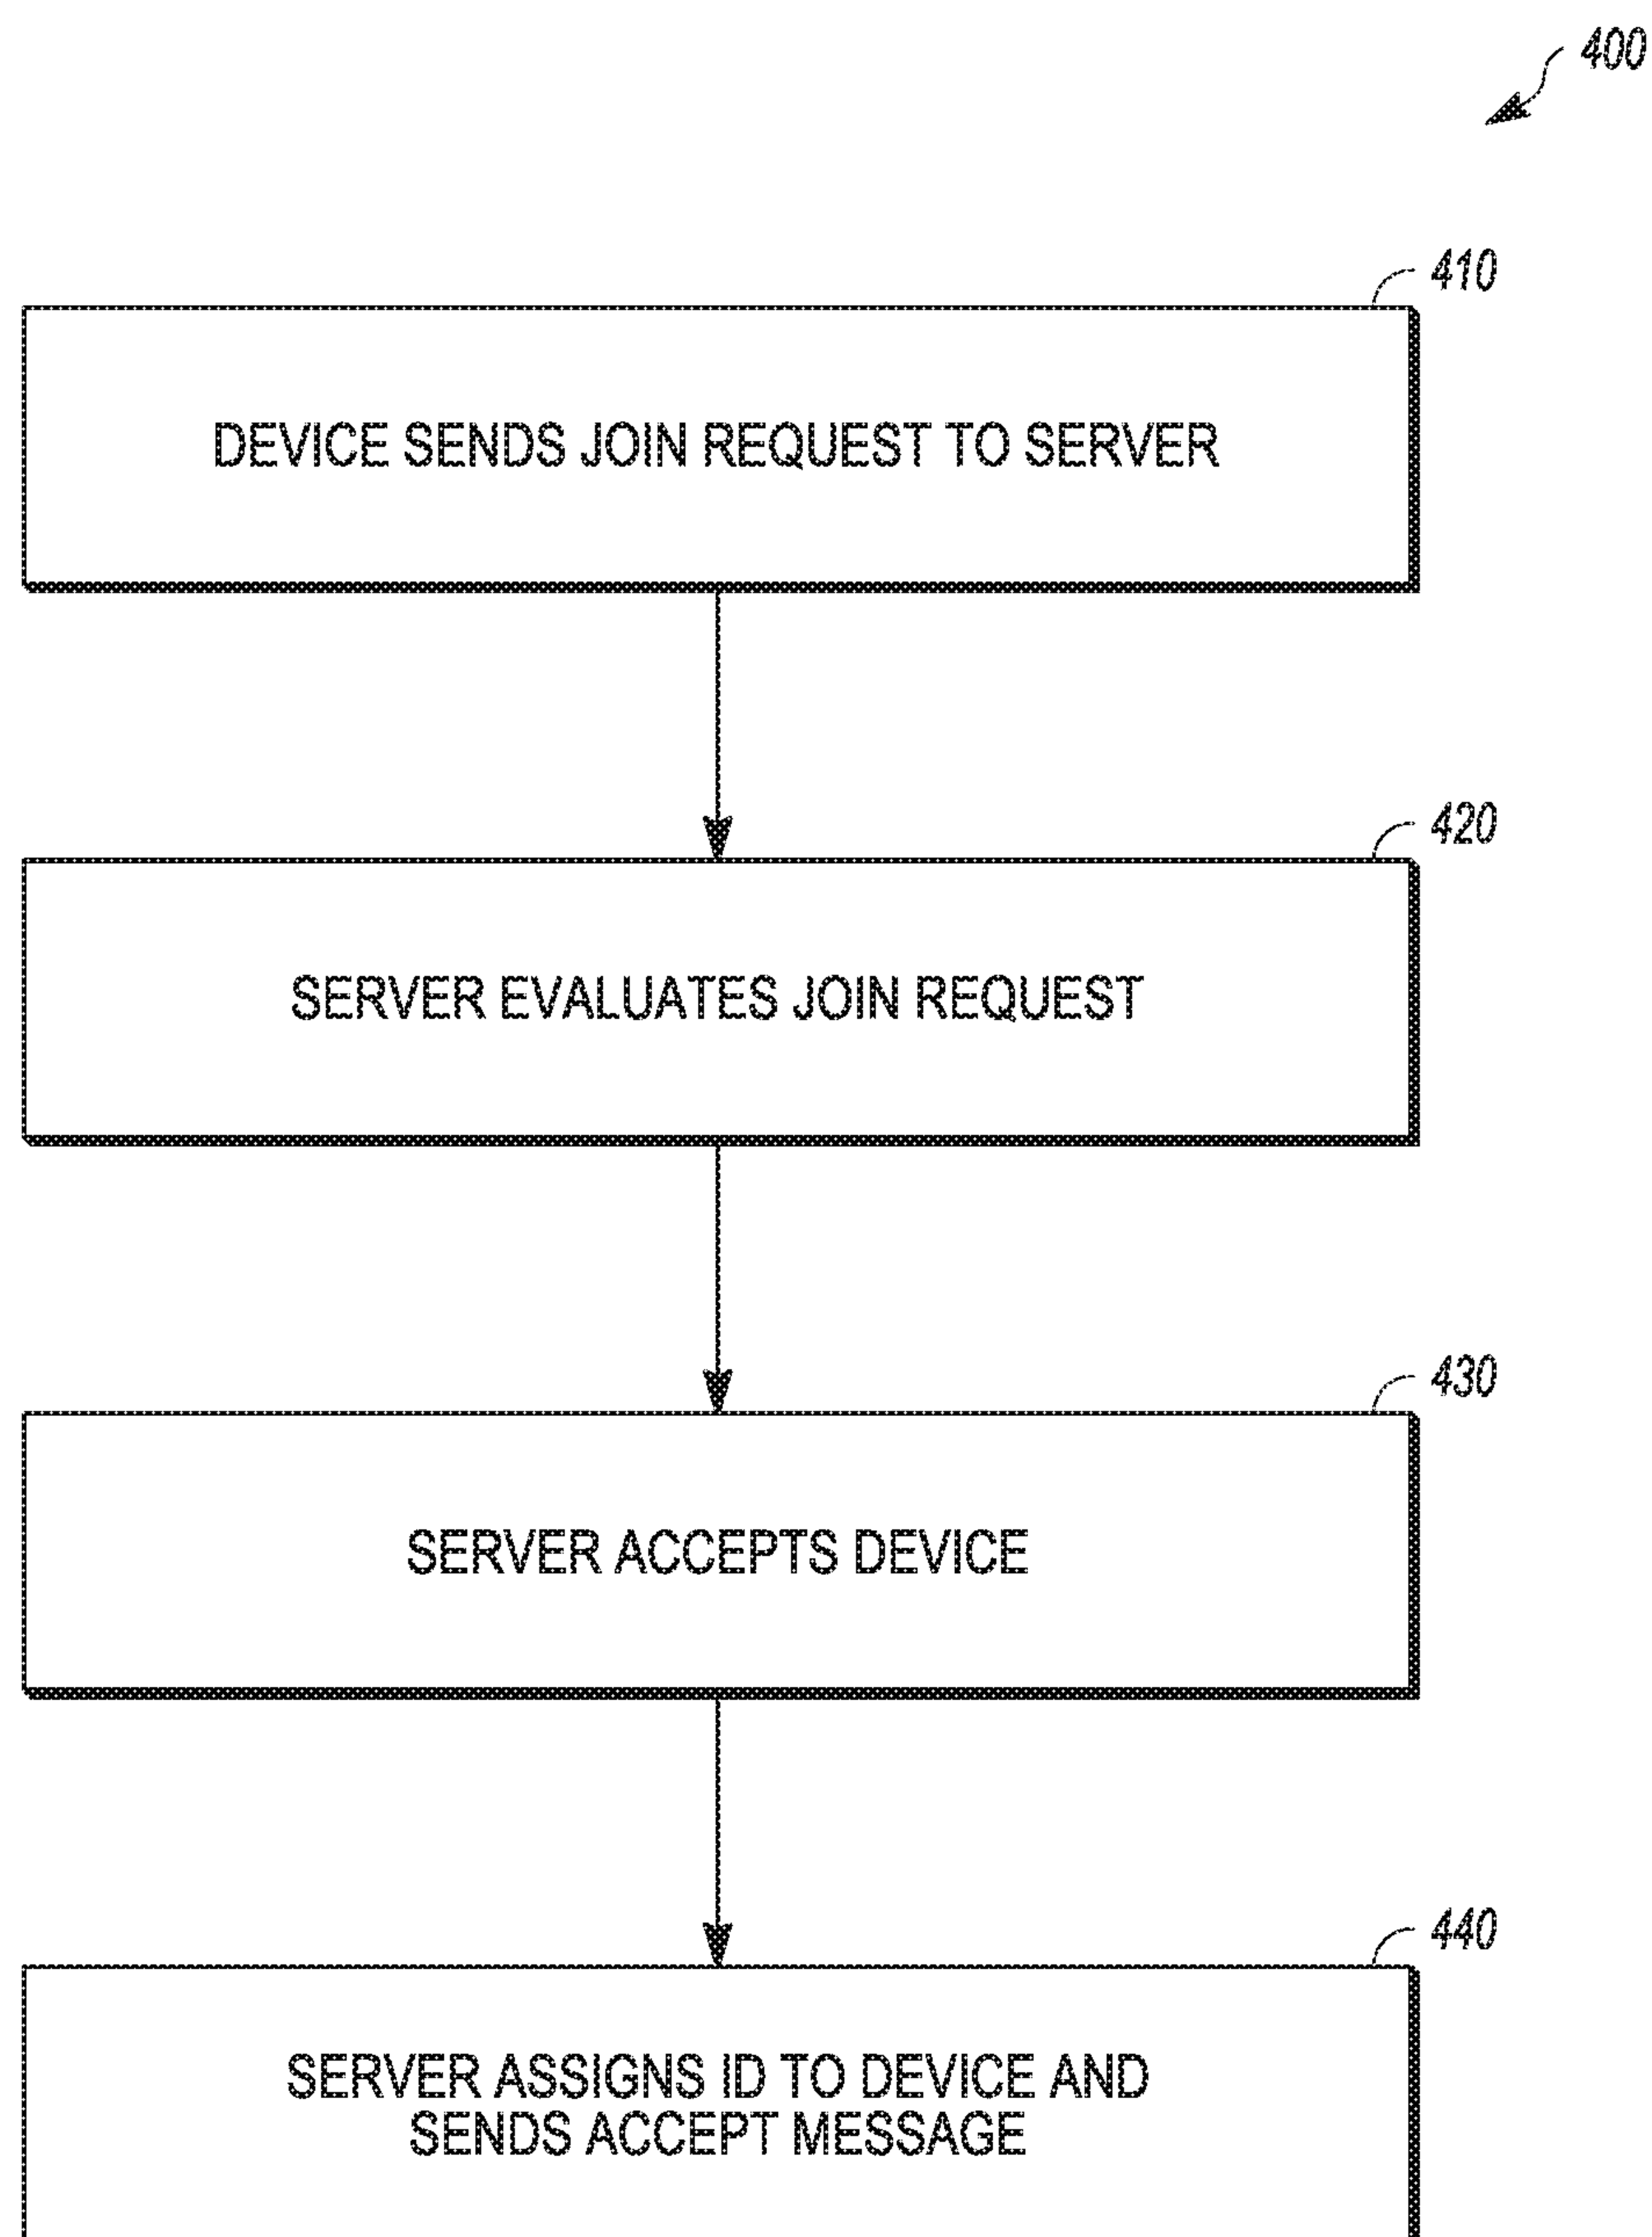 400
410
DEVICE SENDS JOIN REQUEST TO SERVER
420
SERVER EVALUATES JOIN REQUEST
430
SERVER ACCEPTS DEVICE
440
SERVER ASSIGNS ID TO DEVICE AND
SENDS ACCEPT MESSAGE